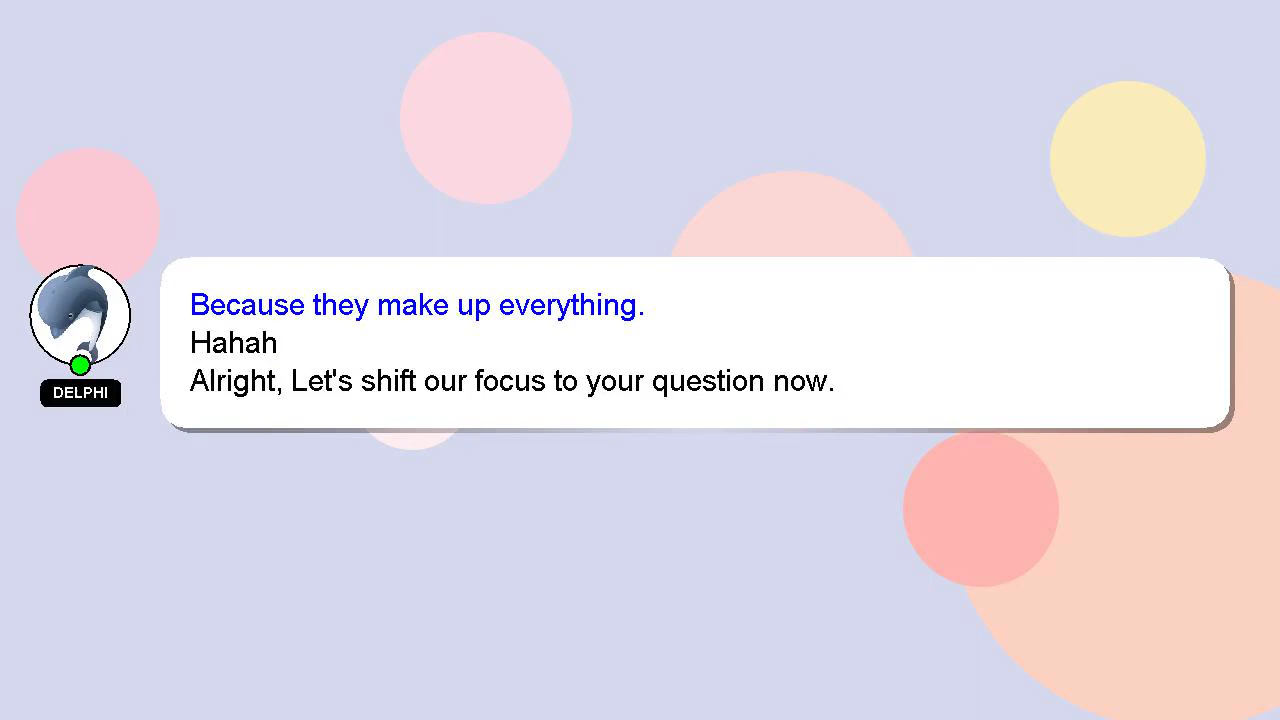 Because they make up everything.
Hahah
Alright, Let's shift our focus to your question now.
DELPHI